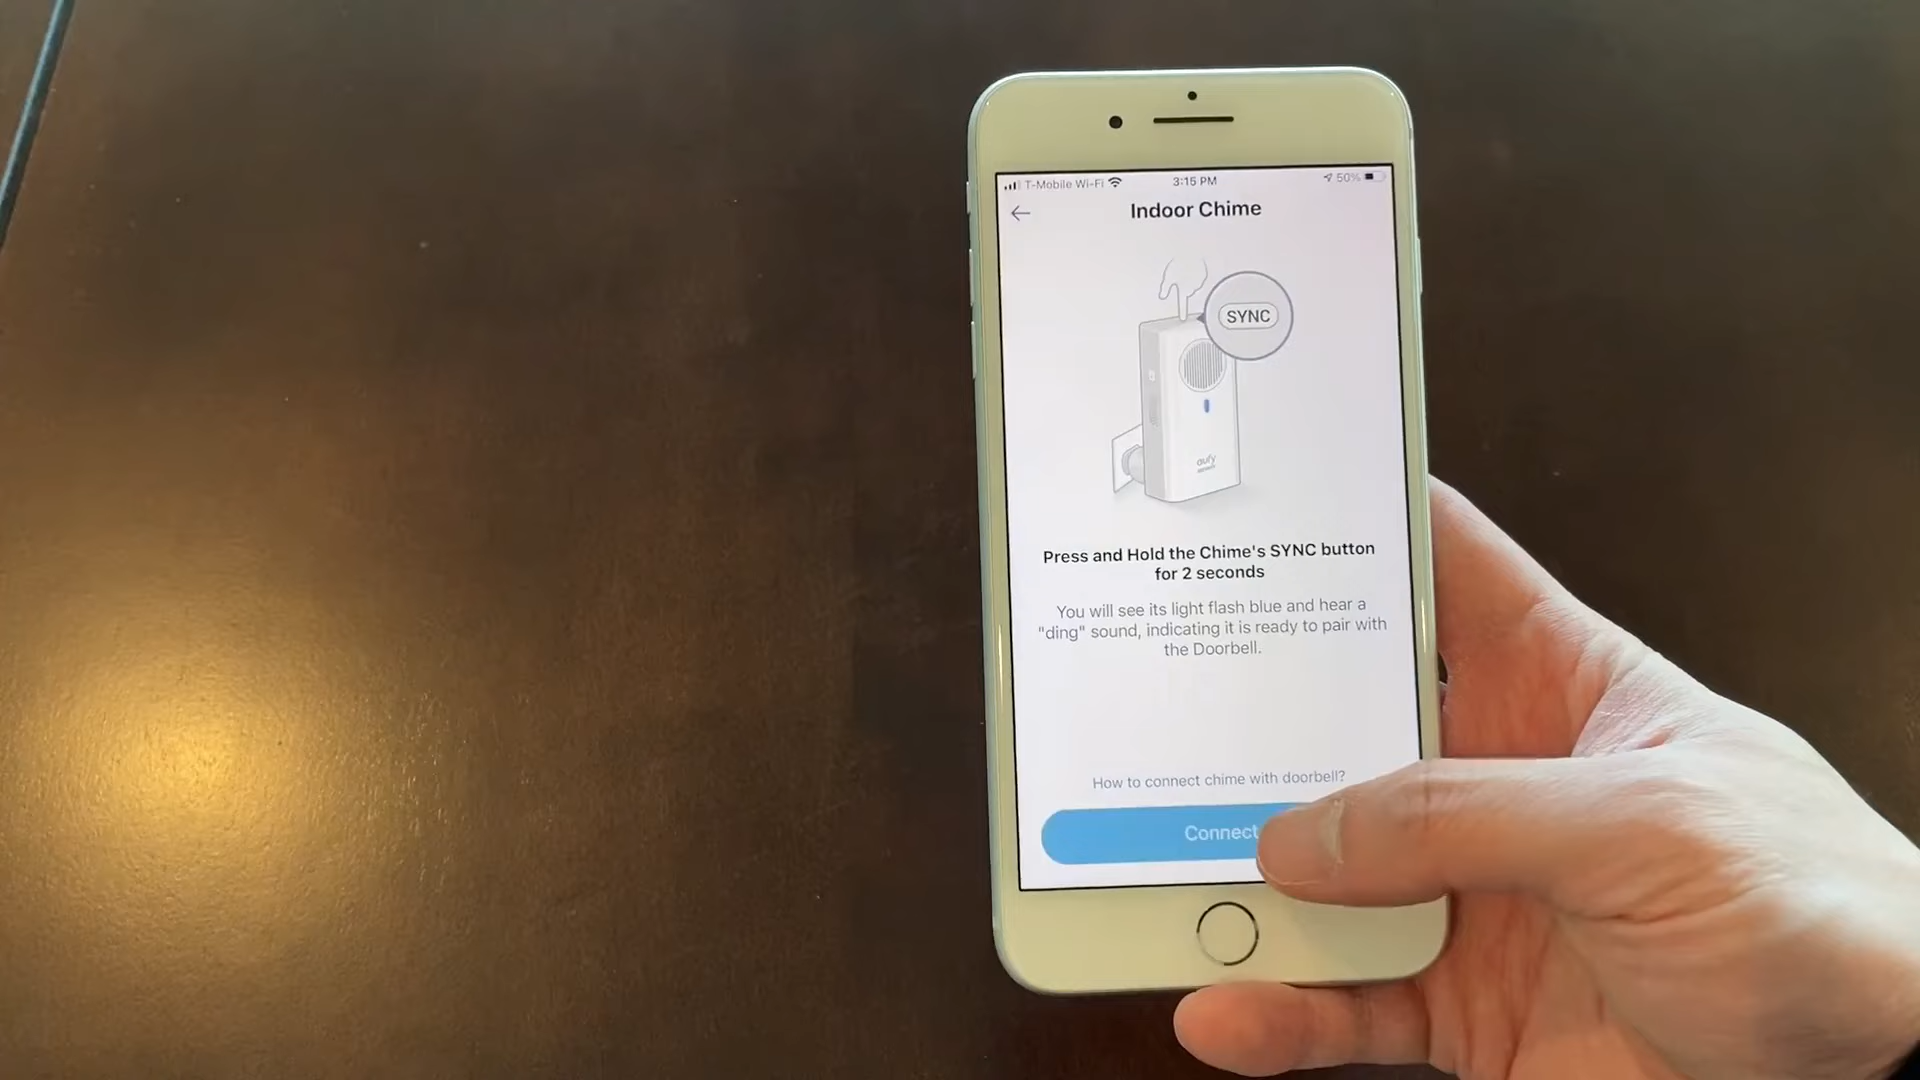 T-Mobile Wi-Fi 3:15 PM 50%
Indoor Chime
SYNC
eufy
Press and Hold the Chime's SYNC button
for 2 seconds
You will see its light flash blue and hear a
"ding" sound, indicating it is ready to pair with
the Doorbell.
How to connect chime with doorbell?
Connect